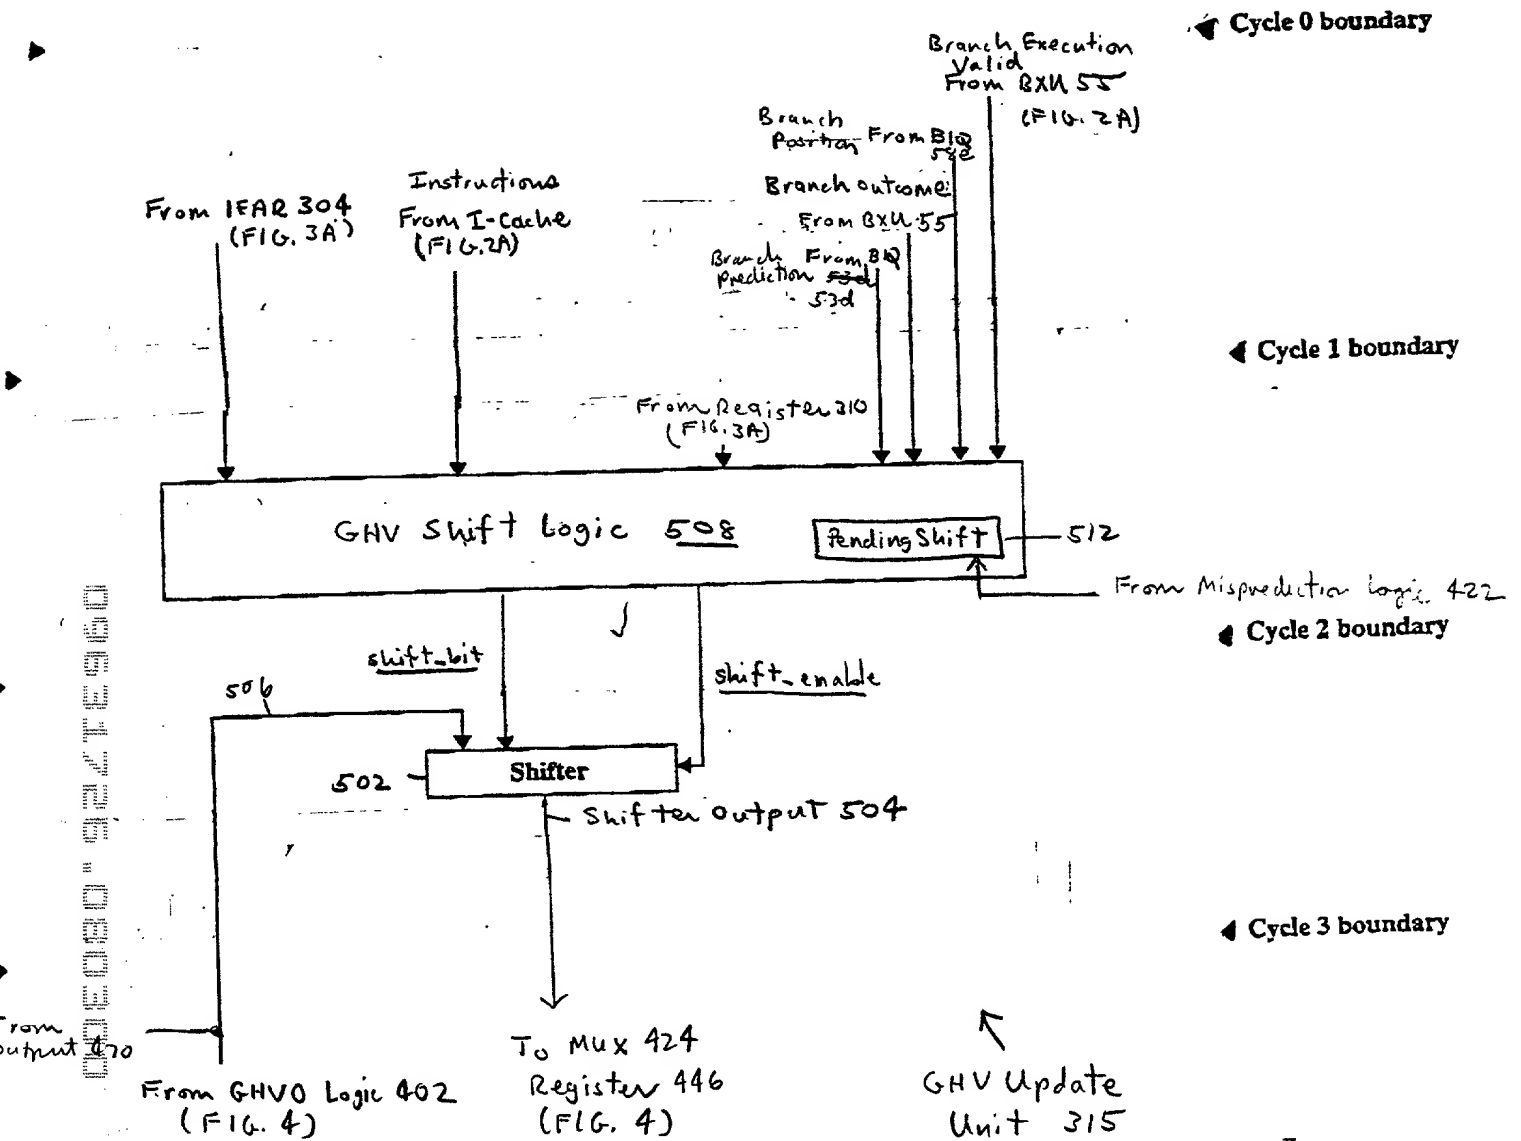 Cycle 0 boundary
Branch Execution
Valid
From BXU 55
(FIG. 2A)
Branch
Position From BIQ
Branch outcome
From BXU 55
Branch From BIQ
prediction 53d
53d
Instructions
From I-Cache
(FIG. 2A)
From IFAR 304
(FIG. 3A)
Cycle 1 boundary
From Register 310
(FIG. 3A)
GHV Shift Logic 508
Pending Shift
512
From Misprediction Logic 422
Cycle 2 boundary
shift_bit
shift_enable
506
Shifter
502
Shifter output 504
Cycle 3 boundary
09631726.080300
output 470
From GHVO Logic 402
(FIG. 4)
To Mux 424
Register 446
(FIG. 4)
GHV Update
Unit 315